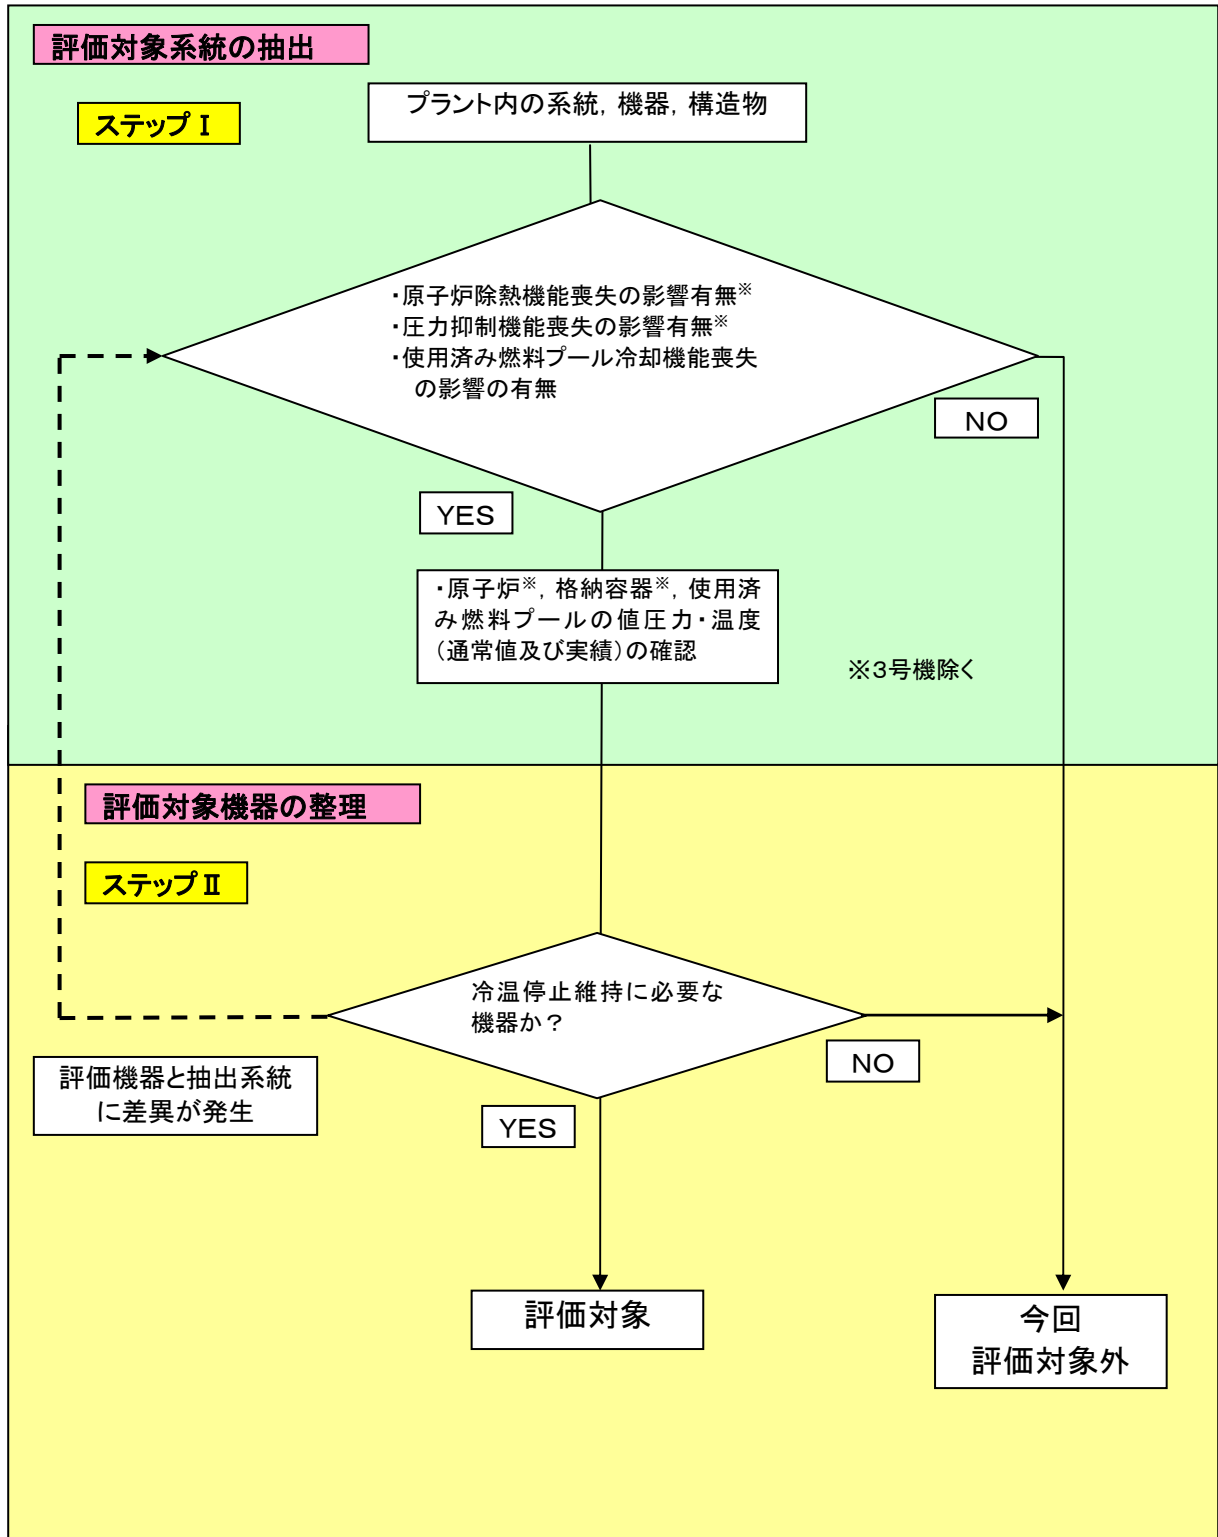 評価対象系統の抽出
ステップⅠ
プラント内の系統，機器，構造物
・原子炉除熱機能喪失の影響有無※
・圧力抑制機能喪失の影響有無※
・使用済み燃料プール冷却機能喪失
の影響の有無
NO
YES
・原子炉※，格納容器※，使用済
み燃料プールの値圧力・温度
（通常値及び実績）の確認
※3号機除く
評価対象機器の整理
ステップⅡ
冷温停止維持に必要な
機器か？
NO
評価機器と抽出系統
に差異が発生
YES
評価対象
今回
評価対象外